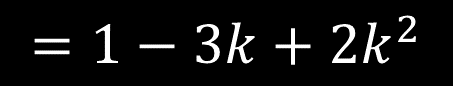 = 1 − 3k + 2k²